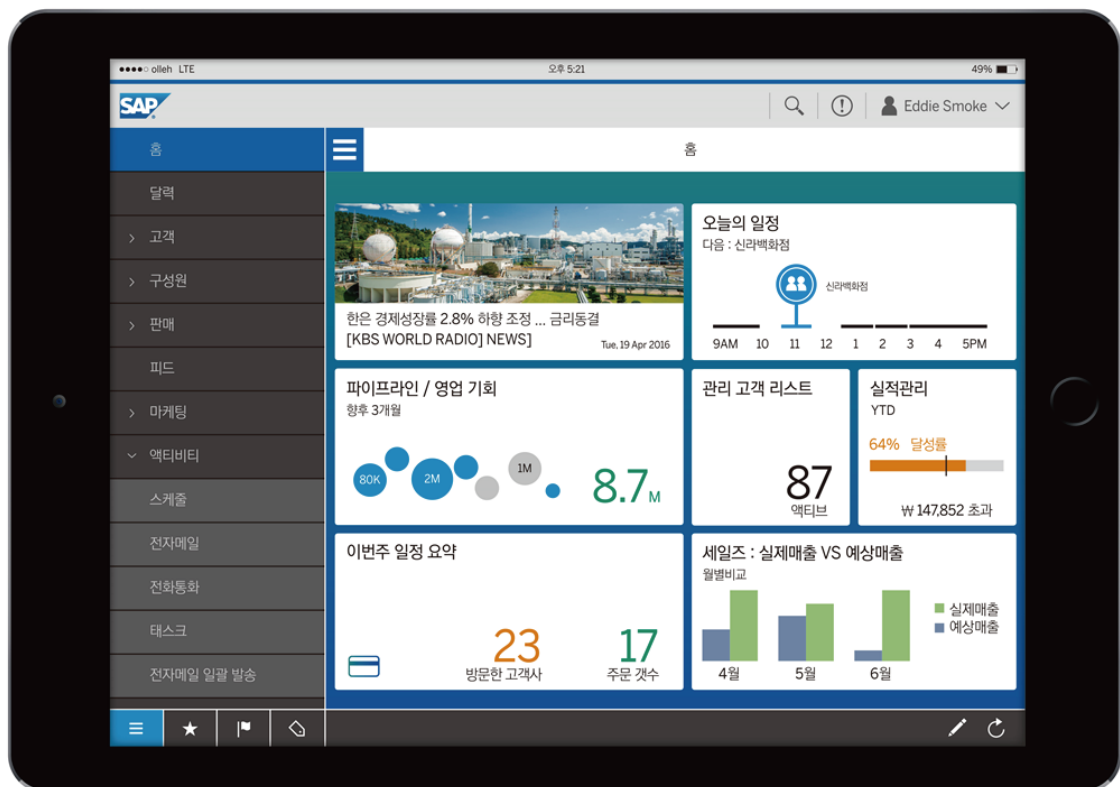 olleh LTE
오후 5:21
49%
SAP
Eddie Smoke
홈
달력
고객
구성원
판매
피드
마케팅
액티비티
스케줄
전자메일
전화통화
태스크
전자메일 일괄 발송
홈
한은 경제성장률 2.8% 하향 조정 ... 금리동결
[KBS WORLD RADIO] NEWS]
Tue, 19 Apr 2016
오늘의 일정
다음 : 신라백화점
신라백화점
9AM 10 11 12 1 2 3 4 5PM
파이프라인 / 영업 기회
향후 3개월
80K
2M
1M
8.7M
관리 고객 리스트
87
액티브
실적관리
YTD
64% 달성률
₩ 147,852 초과
이번주 일정 요약
23
방문한 고객사
17
주문 갯수
세일즈 : 실제매출 VS 예상매출
월별비교
실제매출
예상매출
4월 5월 6월